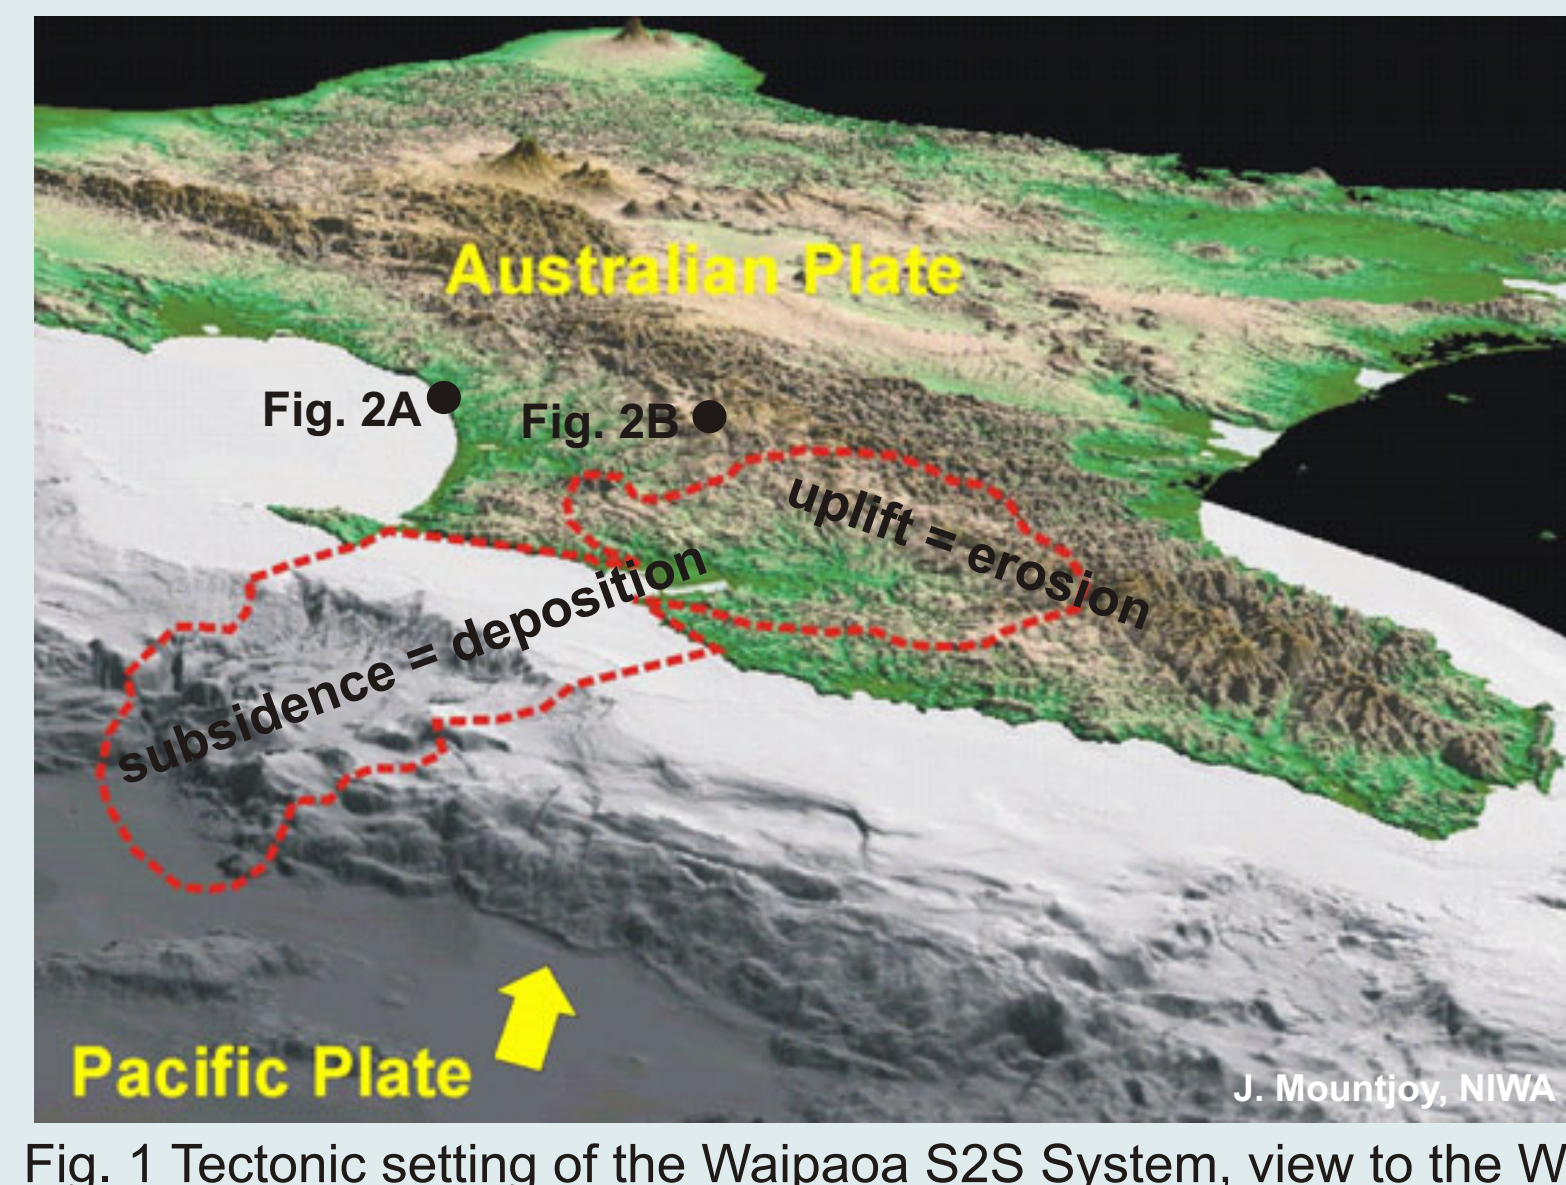 Australian Plate
Fig. 2A
Fig. 2B
uplift = erosion
subsidence = deposition
Pacific Plate
J. Mountjoy, NIWA
Fig. 1 Tectonic setting of the Waipaoa S2S System, view to the W